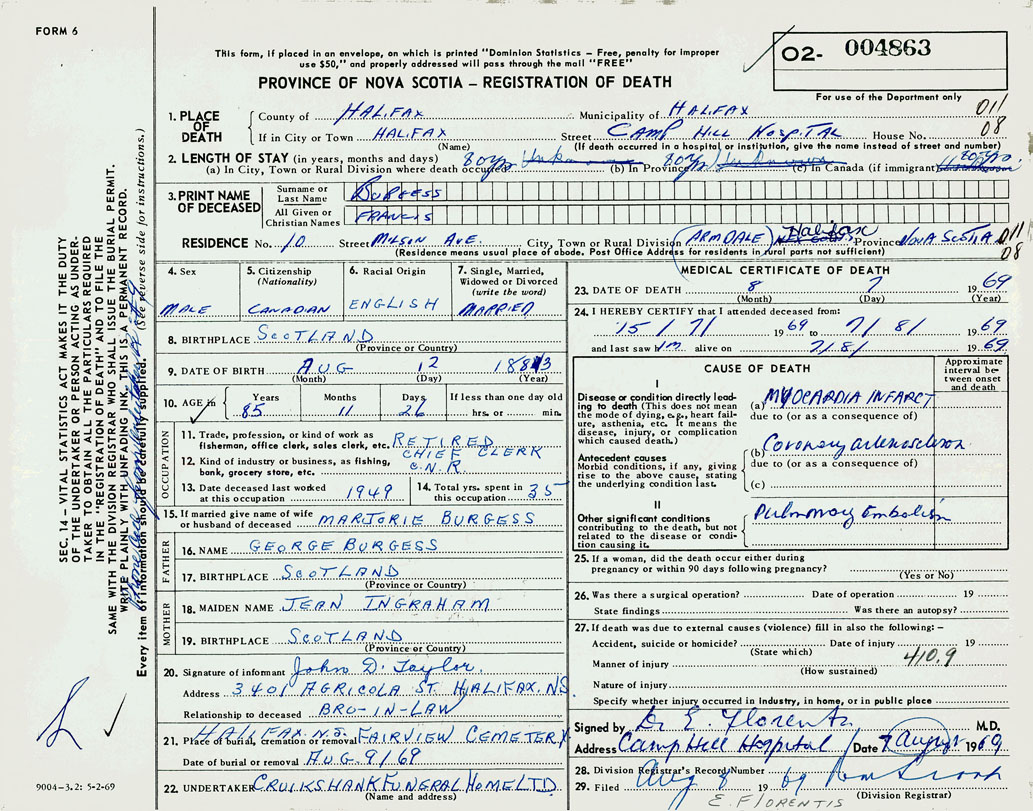 FORM 6
This form, if placed in an envelope, on which is printed "Dominion Statistics – Free, penalty for improper
use $50," and properly addressed will pass through the mail "FREE"
PROVINCE OF NOVA SCOTIA – REGISTRATION OF DEATH
O2- 004863
For use of the Department only
1. PLACE OF DEATH
County of HALIFAX Municipality of HALIFAX 011
If in City or Town HALIFAX Street CAMP HILL HOSPITAL House No. 08
(Name) (If death occurred in a hospital or institution, give the name instead of street and number)
2. LENGTH OF STAY (in years, months and days) 80 yrs 80 yrs 80 yrs
(a) In City, Town or Rural Division where death occurred (b) In Province (c) In Canada (if immigrant)
3. PRINT NAME OF DECEASED
Surname or Last Name BURGESS
All Given or Christian Names FRANCIS
RESIDENCE No. 10 Street MILSON AVE. City, Town or Rural Division (ARMDALE) Halifax Province NOVA SCOTIA 011
(Residence means usual place of abode. Post Office Address for residents in rural parts not sufficient) 08
4. Sex
MALE
5. Citizenship
(Nationality)
CANADIAN
6. Racial Origin
ENGLISH
7. Single, Married,
Widowed or Divorced
(write the word)
MARRIED
8. BIRTHPLACE SCOTLAND
(Province or Country)
9. DATE OF BIRTH AUG 12 1883
(Month) (Day) (Year)
10. AGE in
Years Months Days If less than one day old
85 11 26 hrs. or min.
OCCUPATION
11. Trade, profession, or kind of work as
fisherman, office clerk, sales clerk, etc. RETIRED
CHIEF CLERK
12. Kind of industry or business, as fishing,
bank, grocery store, etc. C.N.R.
13. Date deceased last worked
at this occupation 1949
14. Total yrs. spent in
this occupation 35
15. If married give name of wife
or husband of deceased MARJORIE BURGESS
FATHER
16. NAME GEORGE BURGESS
17. BIRTHPLACE SCOTLAND
(Province or Country)
MOTHER
18. MAIDEN NAME JEAN INGRAHAM
19. BIRTHPLACE SCOTLAND
(Province or Country)
20. Signature of informant John D. Taylor.
Address 3401 AGRICOLA ST. HALIFAX. NS.
Relationship to deceased BRO-IN-LAW
21. Place of burial, cremation or removal HALIFAX. N.S. FAIRVIEW CEMETERY
Date of burial or removal AUG. 9/69
22. UNDERTAKER CRUIKSHANK FUNERAL HOME LTD.
(Name and address)
MEDICAL CERTIFICATE OF DEATH
23. DATE OF DEATH 8 7 1969
(Month) (Day) (Year)
24. I HEREBY CERTIFY that I attended deceased from:
15/7/ 1969 to 7/8/ 1969
and last saw him alive on 7/8/ 1969.
CAUSE OF DEATH
Approximate interval between onset and death
I
Disease or condition directly leading to death (This does not mean the mode of dying, e.g., heart failure, asthenia, etc. It means the disease, injury, or complication which caused death.)
(a) MYOCARDIA INFARCT
due to (or as a consequence of)
Antecedent causes
Morbid conditions, if any, giving rise to the above cause, stating the underlying condition last.
(b) Coronary
due to (or as a consequence of)
(c)
II
Other significant conditions
contributing to the death, but not related to the disease or condition causing it.
Pulmonary Embolism
25. If a woman, did the death occur either during
pregnancy or within 90 days following pregnancy?
(Yes or No)
26. Was there a surgical operation? Date of operation 19
State findings Was there an autopsy?
27. If death was due to external causes (violence) fill in also the following: –
Accident, suicide or homicide? Date of injury 19
(State which) 410.9
Manner of injury
(How sustained)
Nature of injury
Specify whether injury occurred in Industry, in home, or in public place
Signed by Dr. E. Florentis M.D.
Address Camp Hill Hospital Date 7 August 1969
28. Division Registrar's Record Number
29. Filed Aug 8 19 by
(Division Registrar)
E. FLORENTIS
SEC. 14 – VITAL STATISTICS ACT MAKES IT THE DUTY
OF THE UNDERTAKER OR PERSON ACTING AS UNDER-
TAKER TO OBTAIN ALL THE PARTICULARS REQUIRED
IN THE "REGISTRATION OF DEATH" AND TO FILE THE
SAME WITH THE DIVISION REGISTRAR WHO SHALL ISSUE THE BURIAL PERMIT.
WRITE PLAINLY WITH UNFADING INK. THIS IS A PERMANENT RECORD.
Every item of information should be carefully supplied. (See reverse side for instructions.)
9004–3.2: 5-2-69